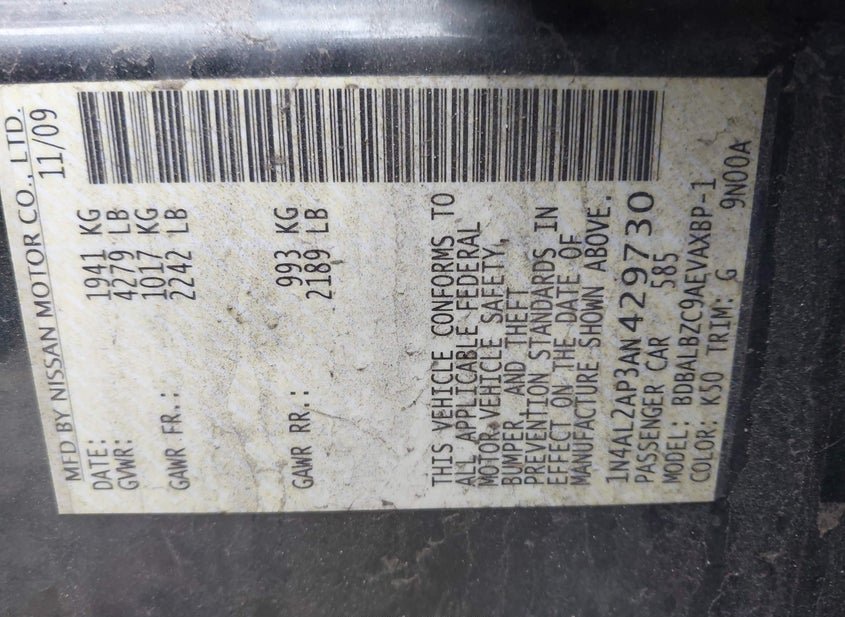 MFD BY NISSAN MOTOR CO., LTD.
DATE: 11/09
GVWR: 1941 KG
4279 LB
GAWR FR.: 1017 KG
2242 LB
GAWR RR.: 993 KG
2189 LB
THIS VEHICLE CONFORMS TO
ALL APPLICABLE FEDERAL
MOTOR VEHICLE SAFETY,
BUMPER AND THEFT
PREVENTION STANDARDS IN
EFFECT ON THE DATE OF
MANUFACTURE SHOWN ABOVE.
1N4AL2AP3AN429730
PASSENGER CAR 585
MODEL: BDBALBZC9AEVAXBP-1
COLOR: K50 TRIM: G 9N00A